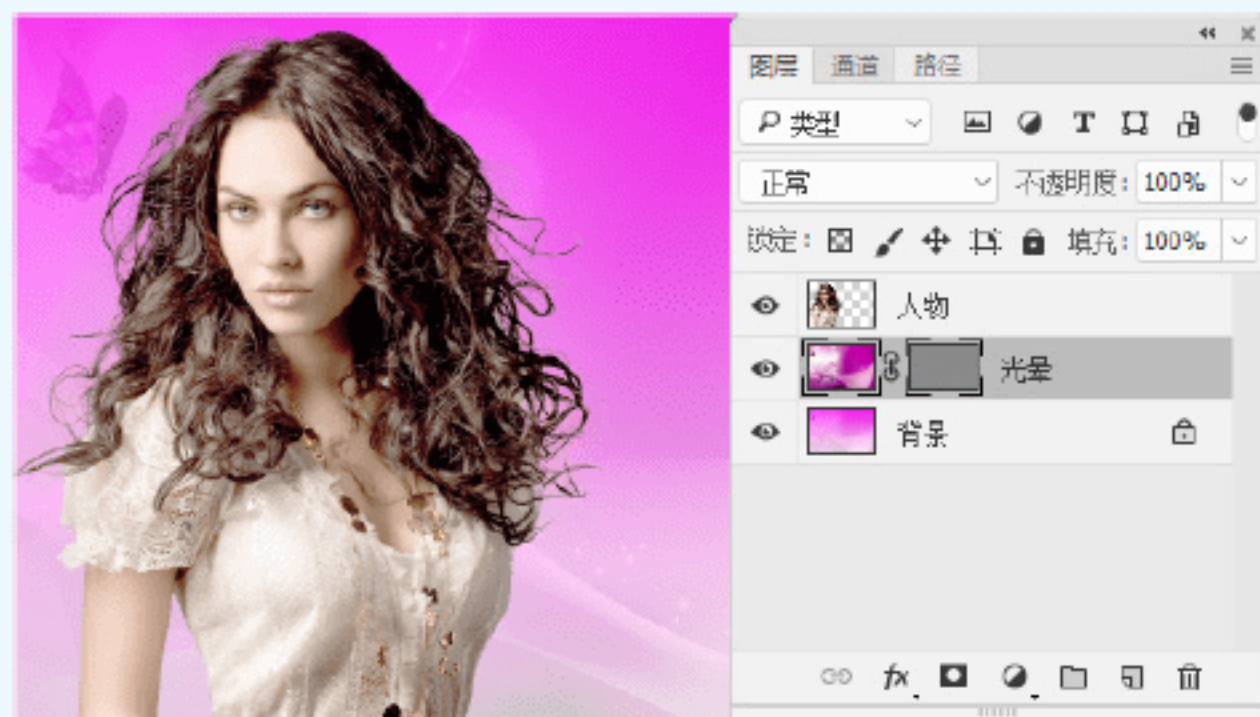 图层 通道 路径
类型 T
正常 不透明度: 100%
锁定: 填充: 100%
人物
光晕
背景
fx